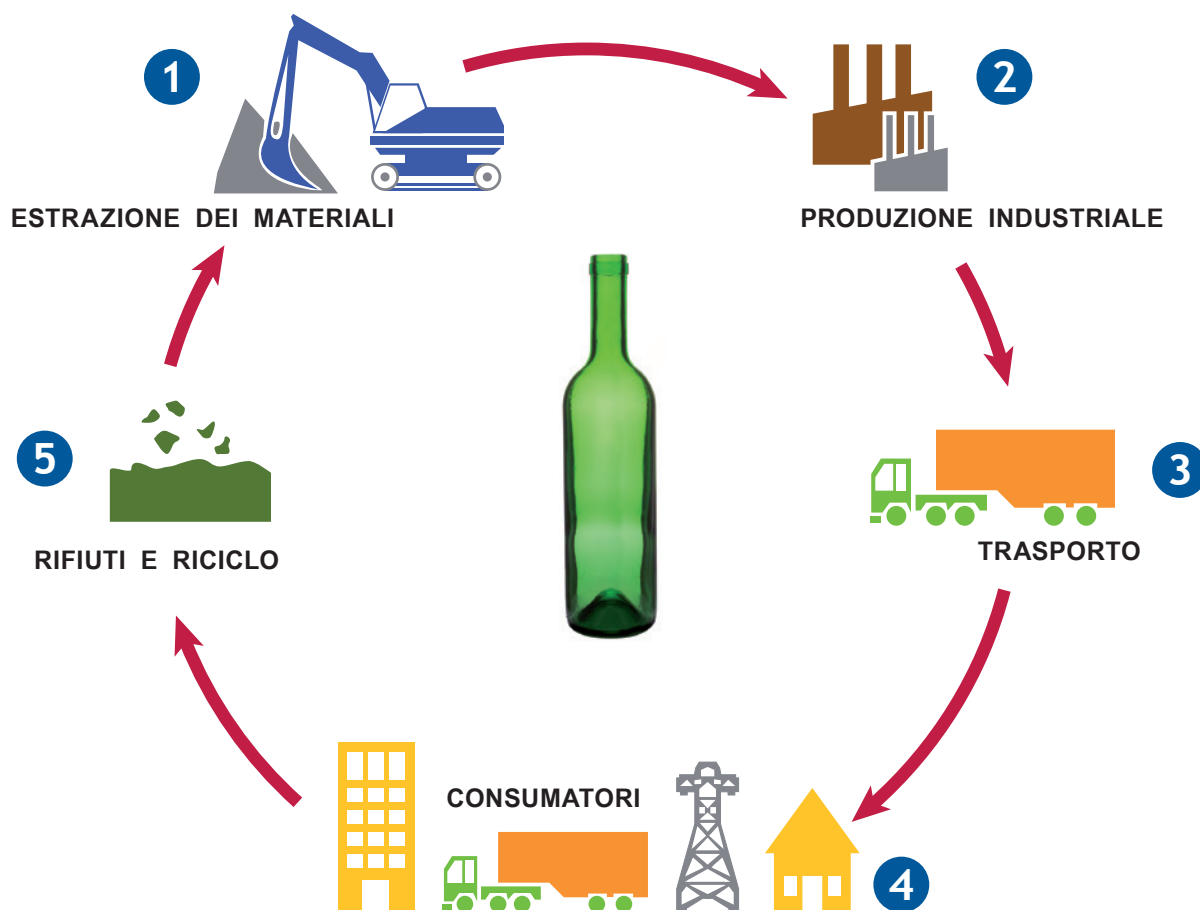 1
ESTRAZIONE DEI MATERIALI
2
PRODUZIONE INDUSTRIALE
3
TRASPORTO
CONSUMATORI
4
5
RIFIUTI E RICICLO